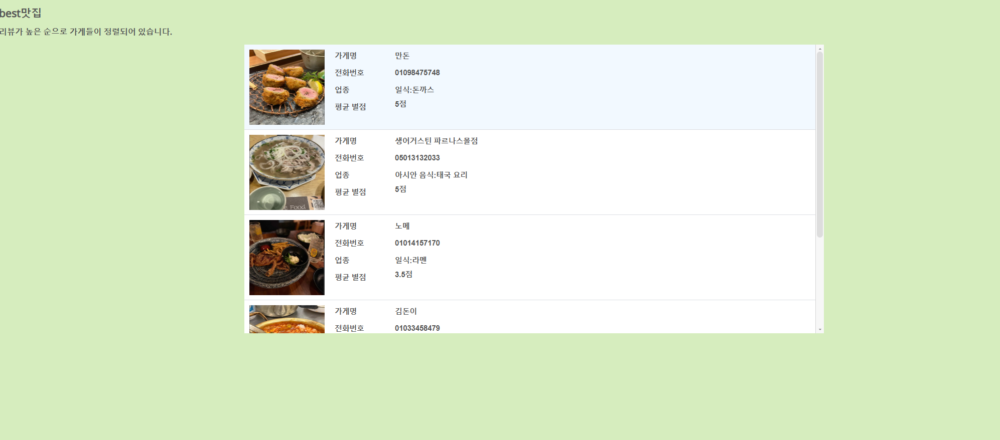 best맛집
리뷰가 높은 순으로 가게들이 정렬되어 있습니다.
가게명 만돈
전화번호 01098475748
업종 일식:돈까스
평균 별점 5점
가게명 생어거스틴 파르나스몰점
전화번호 05013132033
업종 아시안 음식:태국 요리
평균 별점 5점
e Food
가게명 노메
전화번호 01014157170
업종 일식:라멘
평균 별점 3.5점
가게명 김돈이
전화번호 01033458479